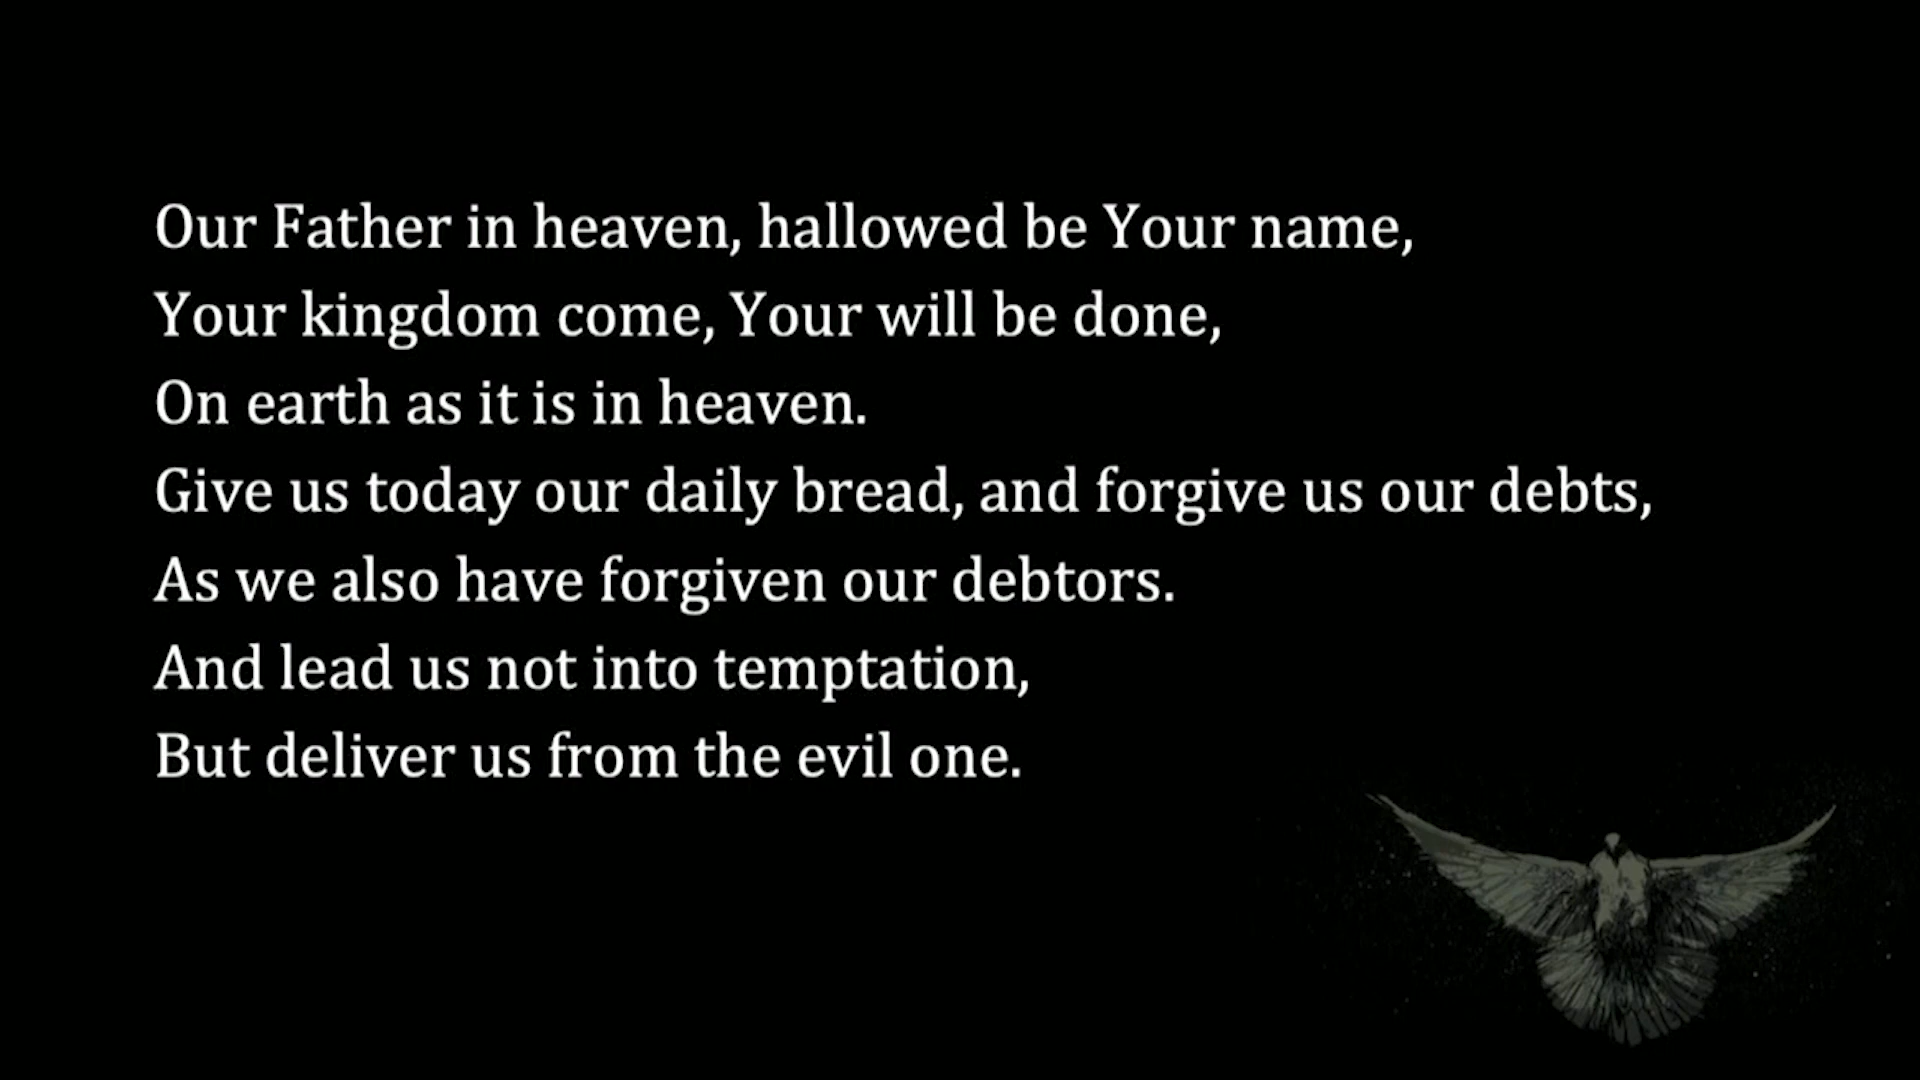 Our Father in heaven, hallowed be Your name,
Your kingdom come, Your will be done,
On earth as it is in heaven.
Give us today our daily bread, and forgive us our debts,
As we also have forgiven our debtors.
And lead us not into temptation,
But deliver us from the evil one.